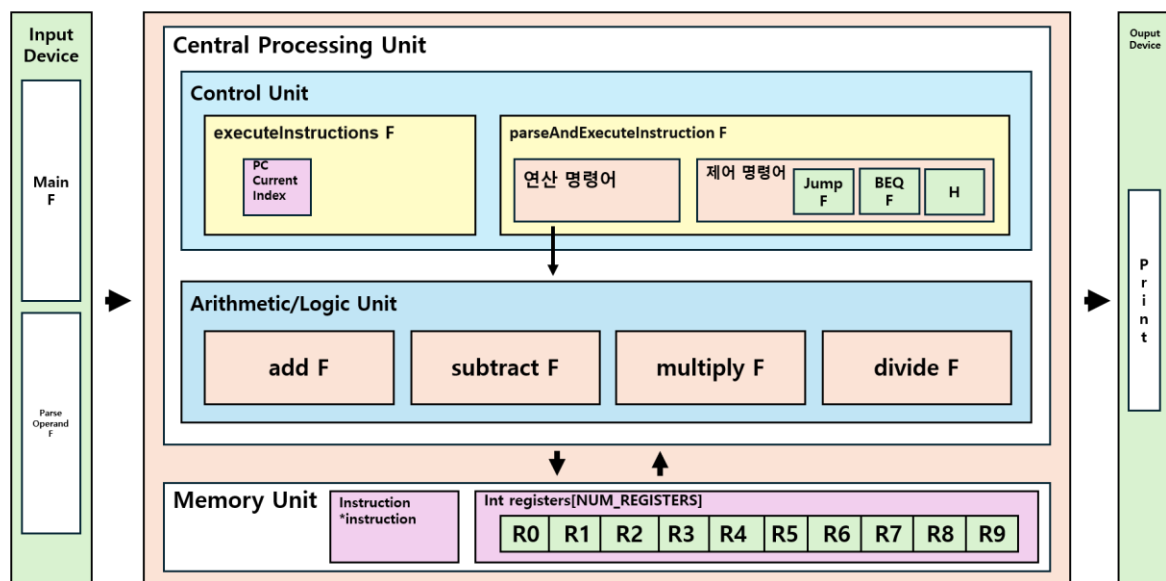 Input
Device
Main
F
Parse
Operand
F
Central Processing Unit
Control Unit
executeInstructions F
PC
Current
Index
parseAndExecuteInstruction F
연산 명령어
제어 명령어
Jump
F
BEQ
F
H
Arithmetic/Logic Unit
add F
subtract F
multiply F
divide F
Memory Unit
Instruction
*instruction
Int registers[NUM_REGISTERS]
R0 R1 R2 R3 R4 R5 R6 R7 R8 R9
Ouput
Device
P
r
i
n
t